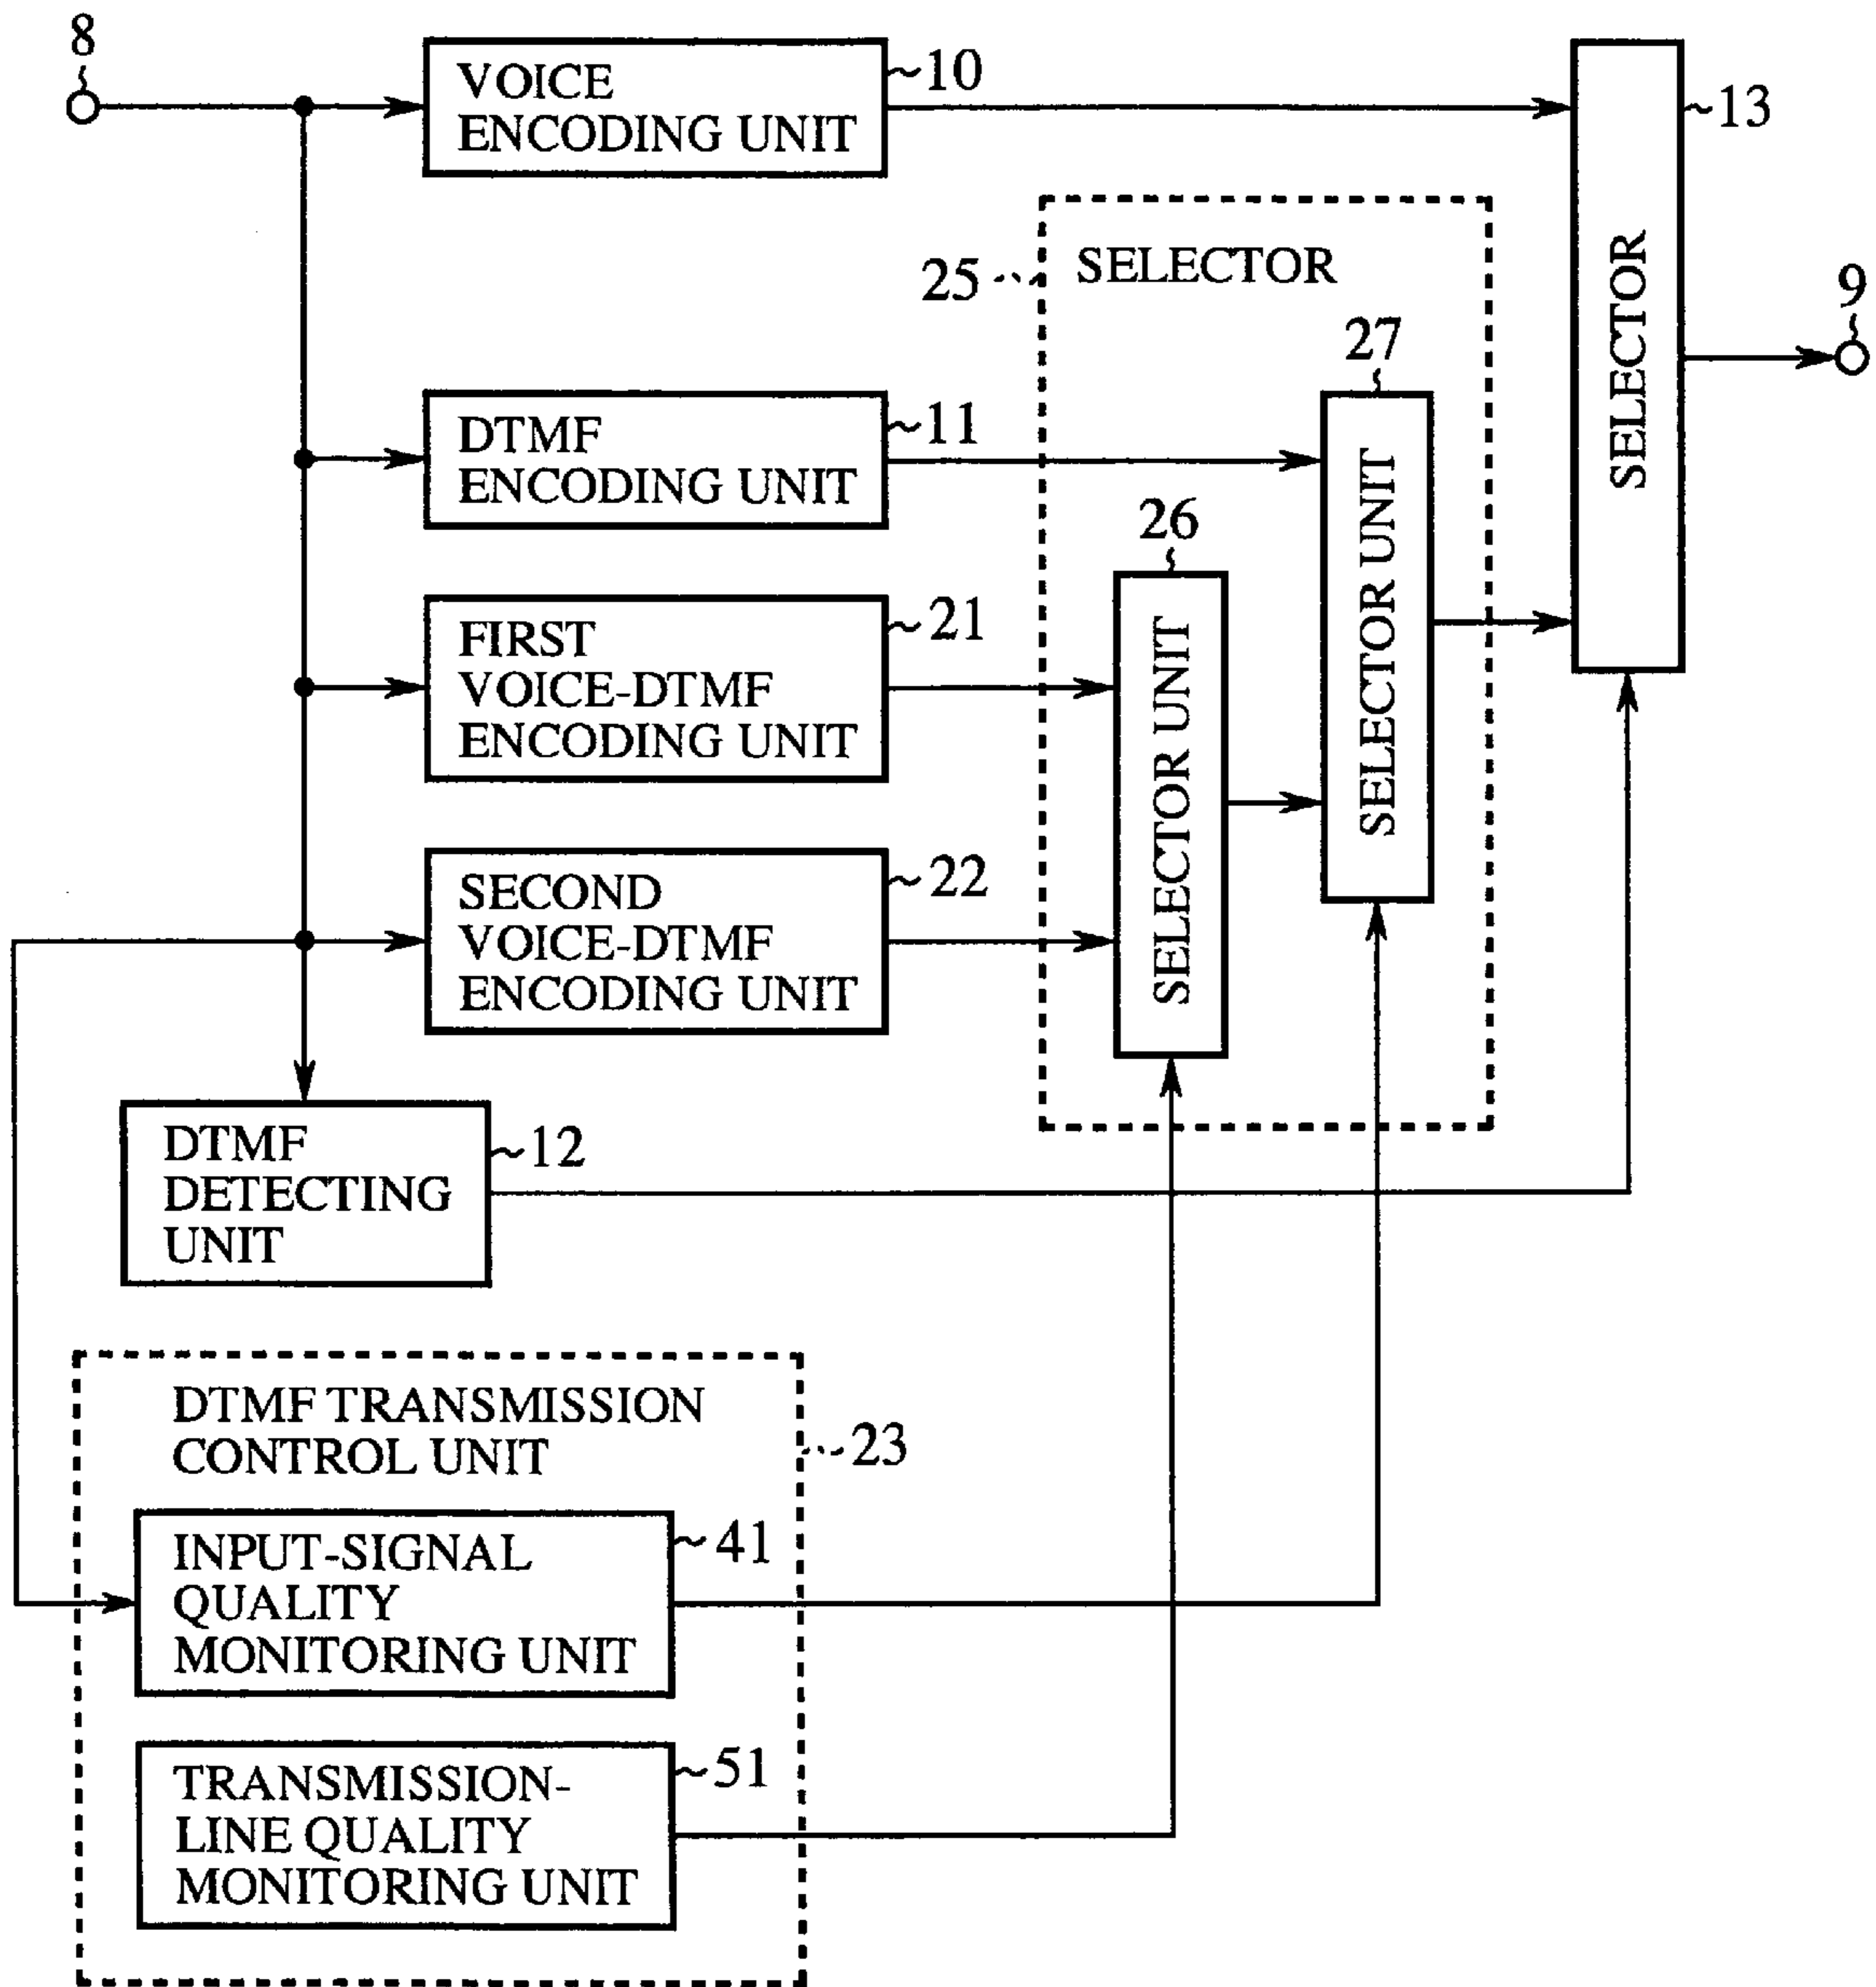 8
VOICE
ENCODING UNIT
10
13
SELECTOR
25
SELECTOR
9
27
DTMF
ENCODING UNIT
11
SELECTOR UNIT
26
SELECTOR UNIT
FIRST
VOICE-DTMF
ENCODING UNIT
21
SECOND
VOICE-DTMF
ENCODING UNIT
22
DTMF
DETECTING
UNIT
12
DTMF TRANSMISSION
CONTROL UNIT
23
INPUT-SIGNAL
QUALITY
MONITORING UNIT
41
TRANSMISSION-
LINE QUALITY
MONITORING UNIT
51